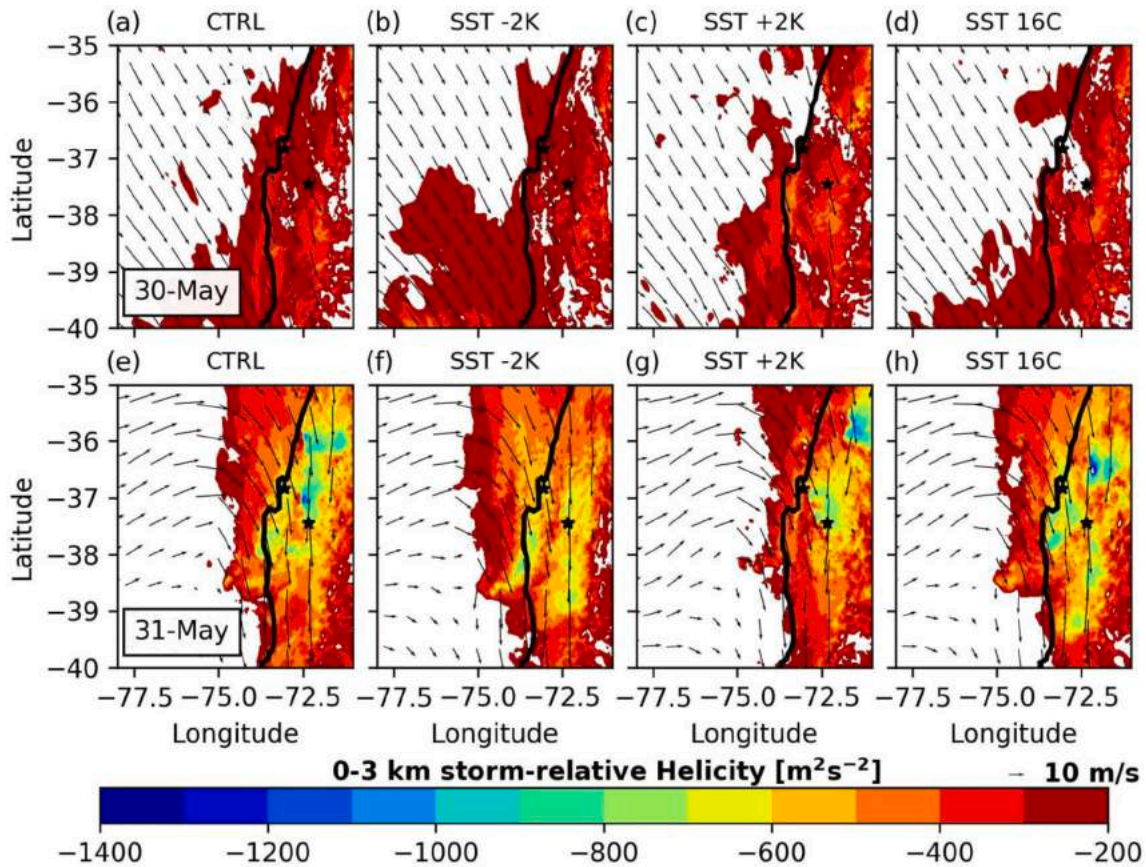 (a) CTRL (b) SST -2K (c) SST +2K (d) SST 16C
−35
−36
−37
−38
−39
−40
Latitude
30-May
(e) CTRL (f) SST -2K (g) SST +2K (h) SST 16C
−35
−36
−37
−38
−39
−40
Latitude
31-May
−77.5 −75.0 −72.5 −77.5 −75.0 −72.5 −77.5 −75.0 −72.5 −77.5 −75.0 −72.5
Longitude Longitude Longitude Longitude
0-3 km storm-relative Helicity [m²s⁻²] 10 m/s
−1400 −1200 −1000 −800 −600 −400 −200